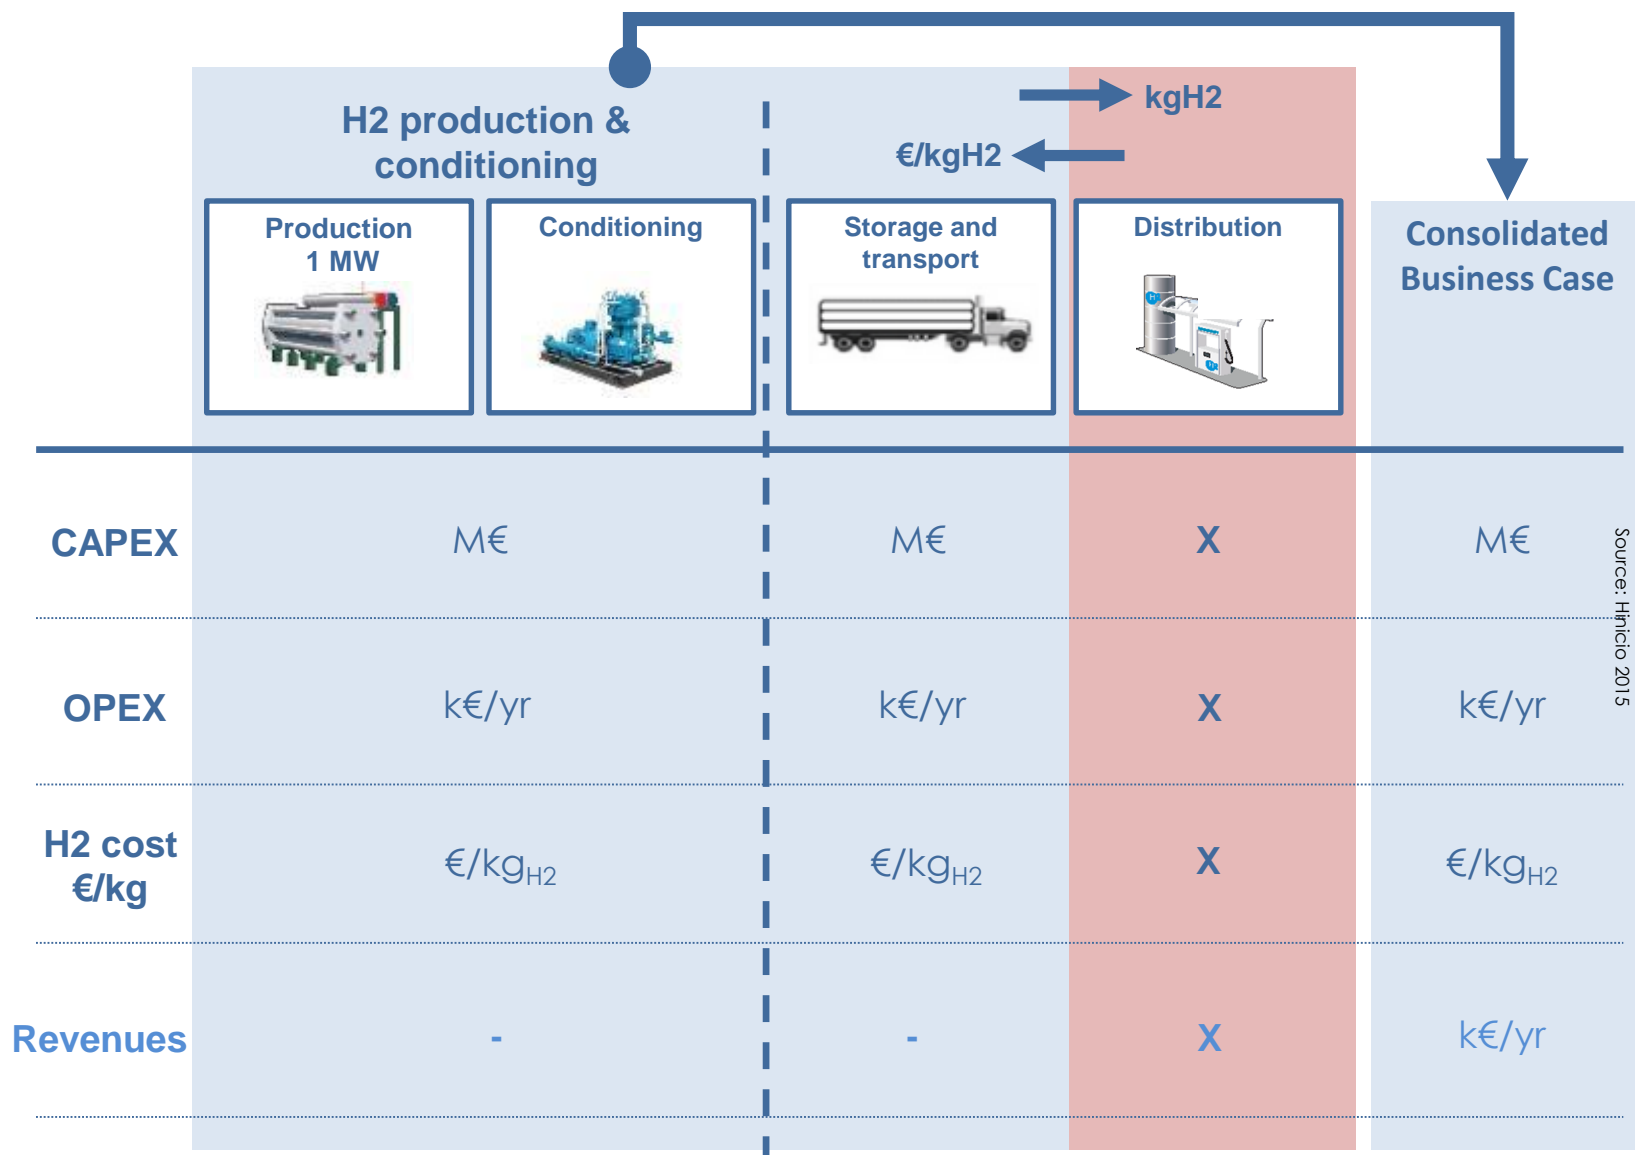 H2 production &
conditioning
kgH2
€/kgH2
Production
1 MW
Conditioning
Storage and
transport
Distribution
Consolidated
Business Case
CAPEX M€ M€ X M€
OPEX k€/yr k€/yr X k€/yr
H2 cost
€/kg
€/kgH2 €/kgH2 X €/kgH2
Revenues - - X k€/yr
Source: Hinicio 2015